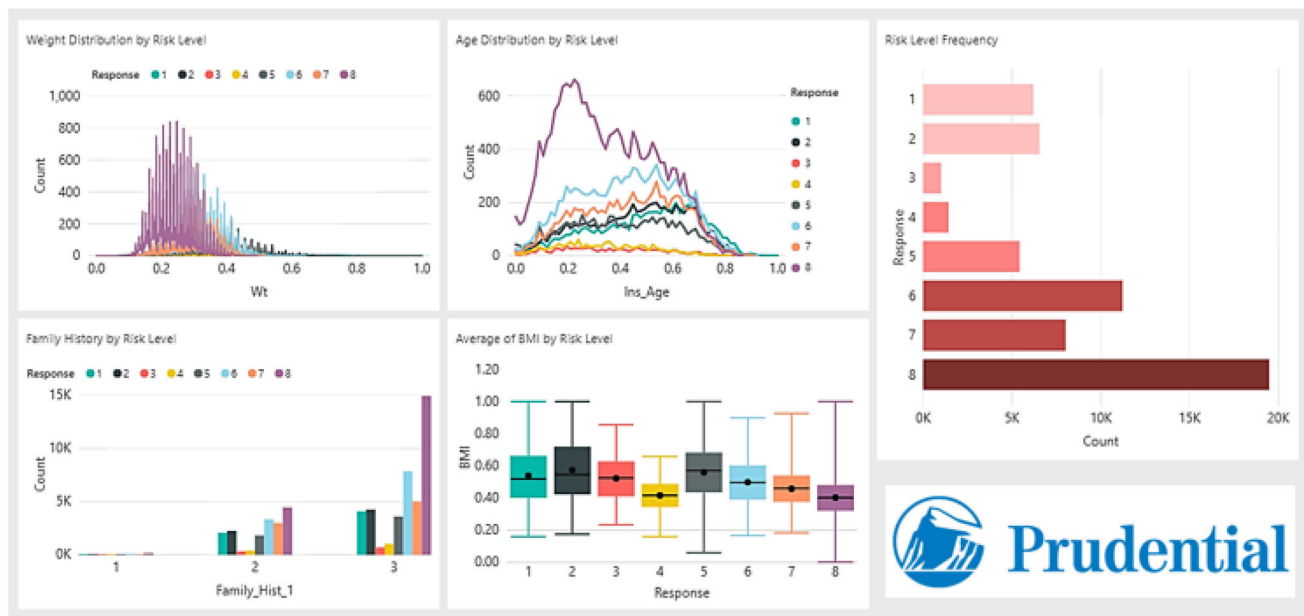 Weight Distribution by Risk Level
Response 1 2 3 4 5 6 7 8
1,000
800
600
400
200
0
Count
0.0 0.2 0.4 0.6 0.8 1.0
Wt
Age Distribution by Risk Level
600
400
200
0
Count
0.0 0.2 0.4 0.6 0.8 1.0
Ins_Age
Response
1
2
3
4
5
6
7
8
Risk Level Frequency
1
2
3
4
5
6
7
8
Response
0K 5K 10K 15K 20K
Count
Family History by Risk Level
Response 1 2 3 4 5 6 7 8
15K
10K
5K
0K
Count
1 2 3
Family_Hist_1
Average of BMI by Risk Level
1.20
1.00
0.80
0.60
0.40
0.20
0.00
BMI
1 2 3 4 5 6 7 8
Response
Prudential